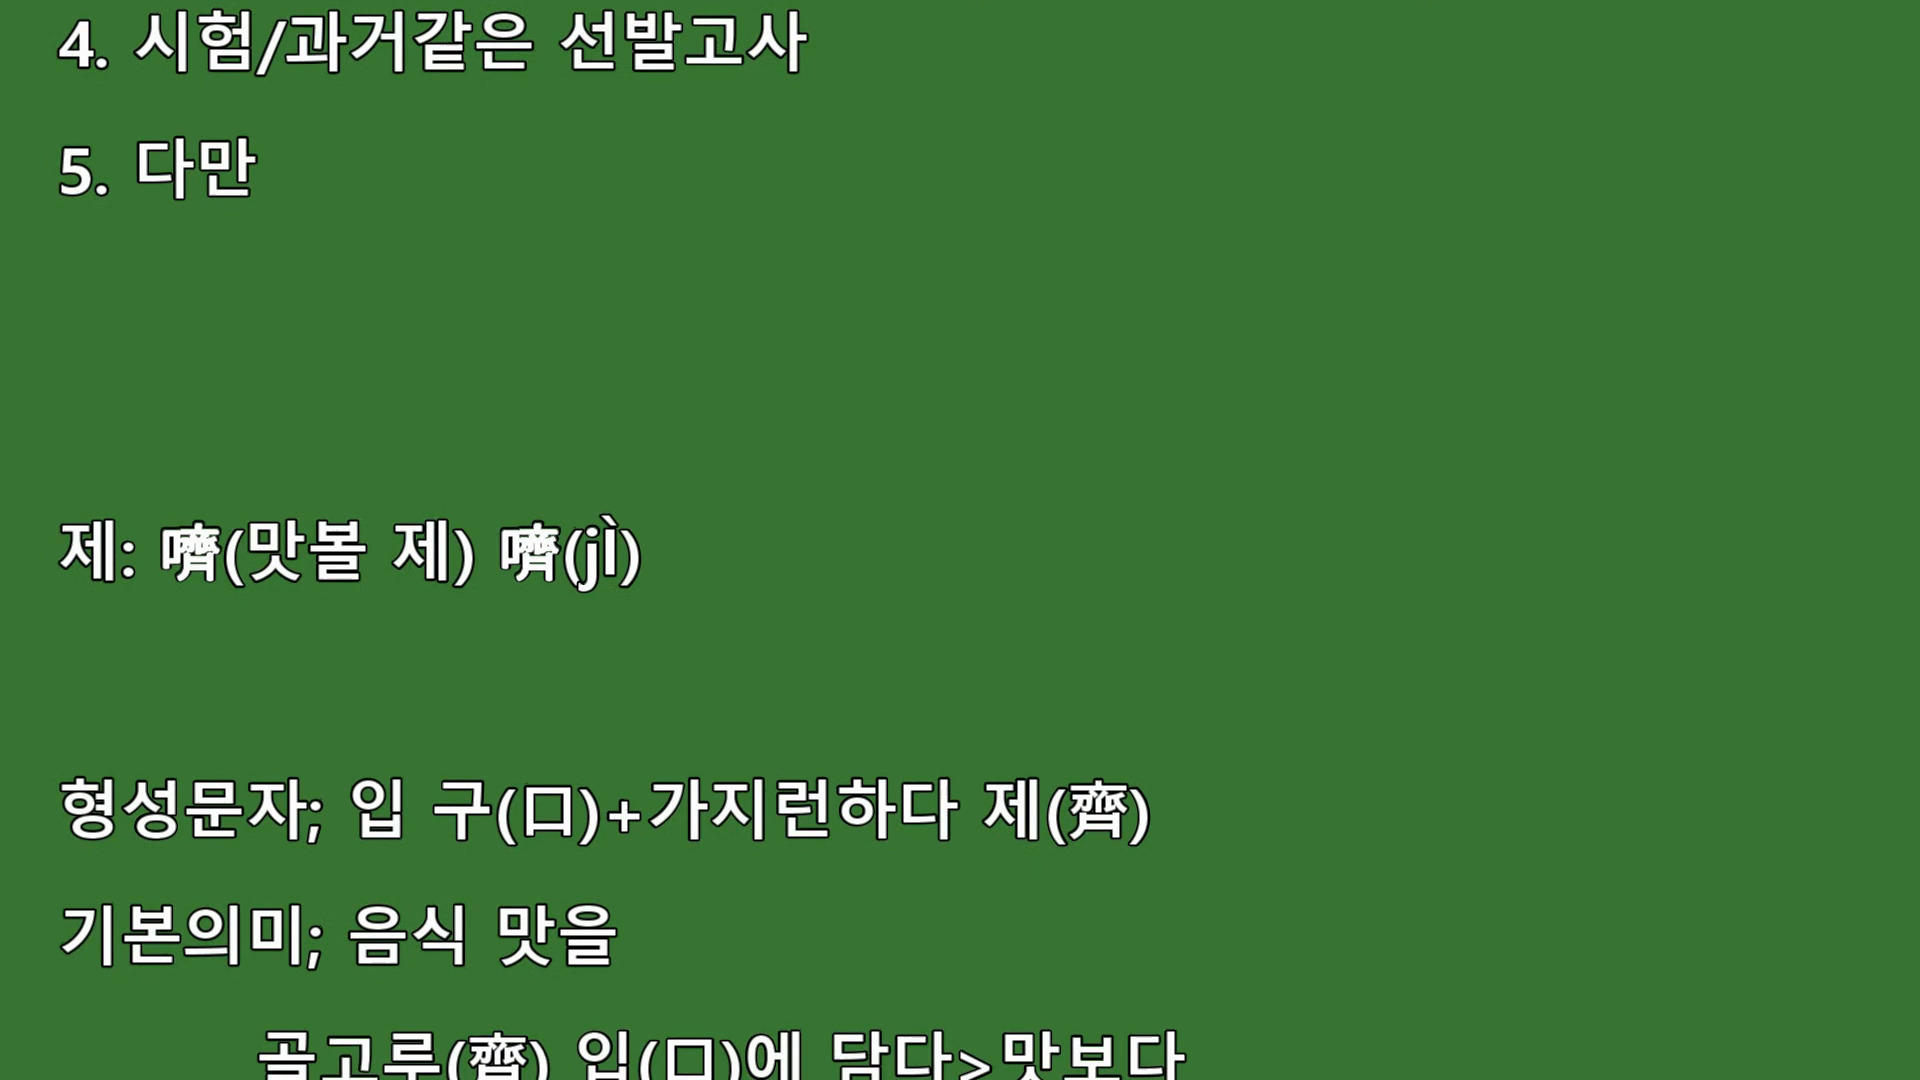 4. 시험/과거같은 선발고사
5. 다만
제: 嚌(맛볼 제) 嚌(jì)
형성문자; 입 구(口)+가지런하다 제(齊)
기본의미; 음식 맛을
골고루(齊) 입(口)에 담다>맛보다